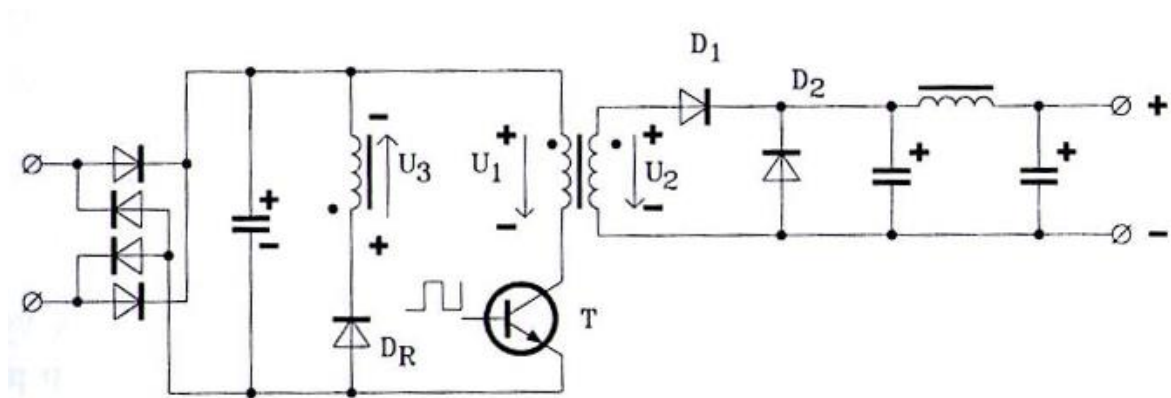 D1
D2
U3
U1
U2
+
-
-
+
+
-
+
-
+
+
+
-
DR
T